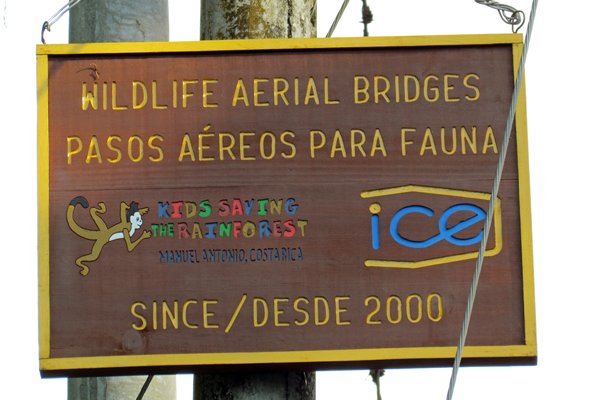 WILDLIFE AERIAL BRIDGES
PASOS AÉREOS PARA FAUNA
KIDS SAVING
THE RAINFOREST
MANUEL ANTONIO, COSTA RICA
ice
SINCE/DESDE 2000